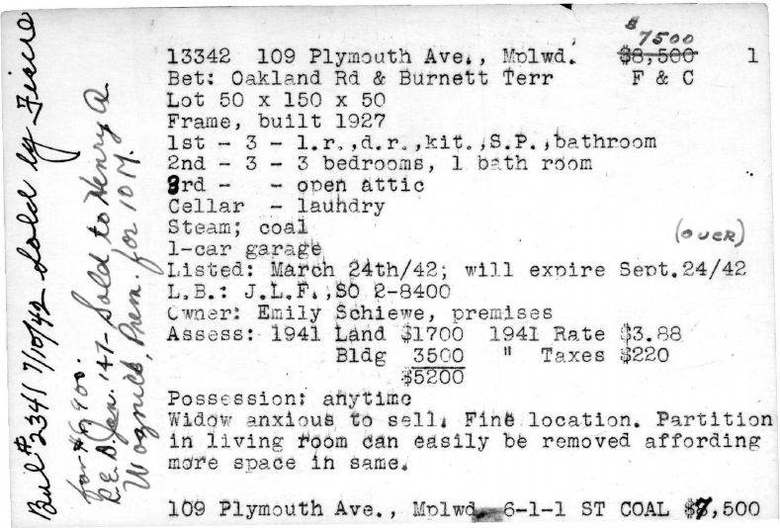 7500
13342 109 Plymouth Ave., Mplwd. $8,500 1
Bet: Oakland Rd & Burnett Terr F & C
Lot 50 x 150 x 50
Frame, built 1927
1st - 3 - l.r.,d.r.,kit.,S.P.,bathroom
2nd - 3 - 3 bedrooms, 1 bath room
3rd - - open attic
Cellar - laundry
Steam; coal
(OVER)
1-car garage
Listed: March 24th/42; will expire Sept.24/42
L.B.: J.L.F.,SO 2-8400
Owner: Emily Schiewe, premises
Assess: 1941 Land $1700 1941 Rate $3.88
Bldg 3500 " Taxes $220
$5200
Possession: anytime
Widow anxious to sell. Fine location. Partition
in living room can easily be removed affording
more space in same.
109 Plymouth Ave., Mplwd. 6-1-1 ST COAL $7,500
Bul# 2341 7/10/42 Sold by
for $6900.
R.E.D. Jan. '47- Sold to Henry A.
Prem. for 10 M.